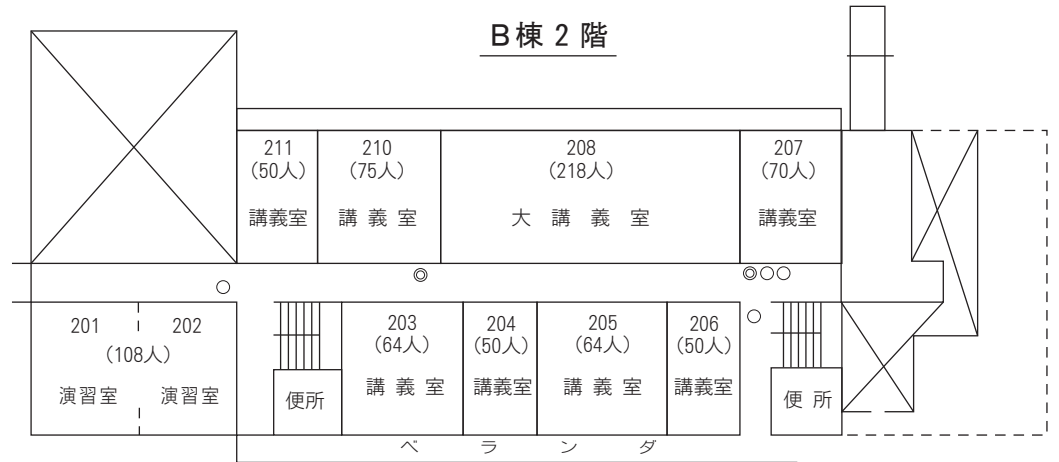 B棟2階
211
(50人)
講義室
210
(75人)
講義室
208
(218人)
大講義室
207
(70人)
講義室
201
202
(108人)
演習室
演習室
便所
203
(64人)
講義室
204
(50人)
講義室
205
(64人)
講義室
206
(50人)
講義室
便所
ベランダ